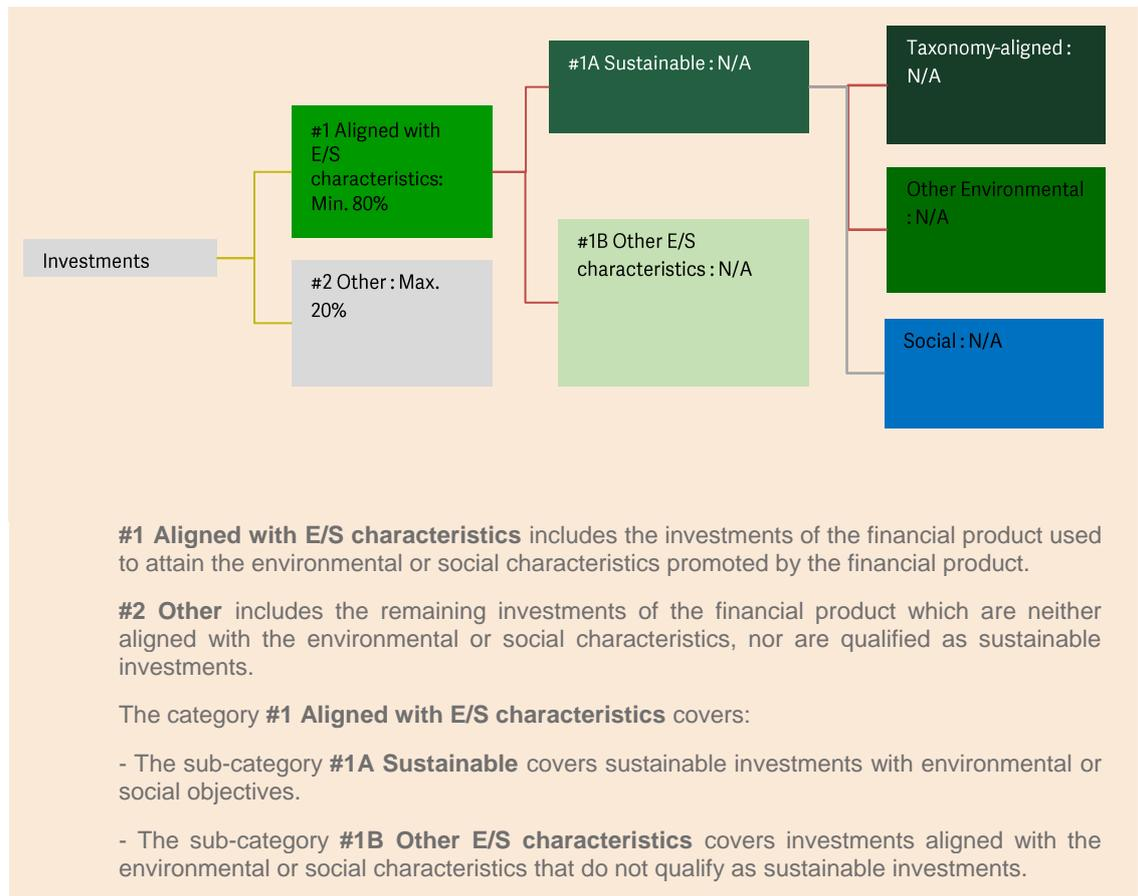 Investments
#1 Aligned with
E/S
characteristics:
Min. 80%
#2 Other : Max.
20%
#1A Sustainable : N/A
#1B Other E/S
characteristics : N/A
Taxonomy-aligned :
N/A
Other Environmental
: N/A
Social : N/A
#1 Aligned with E/S characteristics includes the investments of the financial product used
to attain the environmental or social characteristics promoted by the financial product.
#2 Other includes the remaining investments of the financial product which are neither
aligned with the environmental or social characteristics, nor are qualified as sustainable
investments.
The category #1 Aligned with E/S characteristics covers:
- The sub-category #1A Sustainable covers sustainable investments with environmental or
social objectives.
- The sub-category #1B Other E/S characteristics covers investments aligned with the
environmental or social characteristics that do not qualify as sustainable investments.